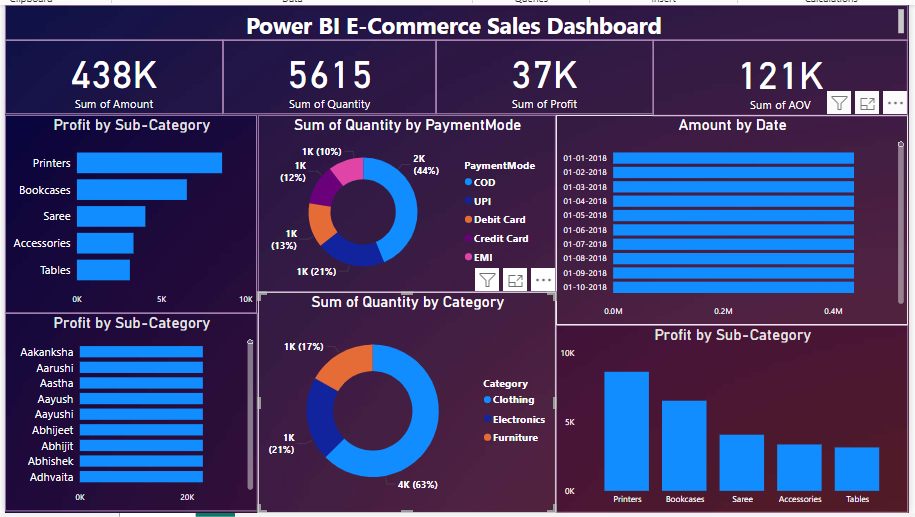 Clipboard
Data
Queries
Insert
Calculations
Power BI E-Commerce Sales Dashboard
438K
Sum of Amount
5615
Sum of Quantity
37K
Sum of Profit
121K
Sum of AOV
Profit by Sub-Category
Printers
Bookcases
Saree
Accessories
Tables
0K 5K 10K
Sum of Quantity by PaymentMode
1K (10%)
1K
(12%)
1K
(13%)
1K (21%)
2K
(44%)
PaymentMode
COD
UPI
Debit Card
Credit Card
EMI
Amount by Date
01-01-2018
01-02-2018
01-03-2018
01-04-2018
01-05-2018
01-06-2018
01-07-2018
01-08-2018
01-09-2018
01-10-2018
0.0M 0.2M 0.4M
Profit by Sub-Category
Aakanksha
Aarushi
Aastha
Aayush
Aayushi
Abhijeet
Abhijit
Abhishek
Adhvaita
0K 20K
Sum of Quantity by Category
1K (17%)
1K
(21%)
4K (63%)
Category
Clothing
Electronics
Furniture
Profit by Sub-Category
10K
5K
0K
Printers Bookcases Saree Accessories Tables